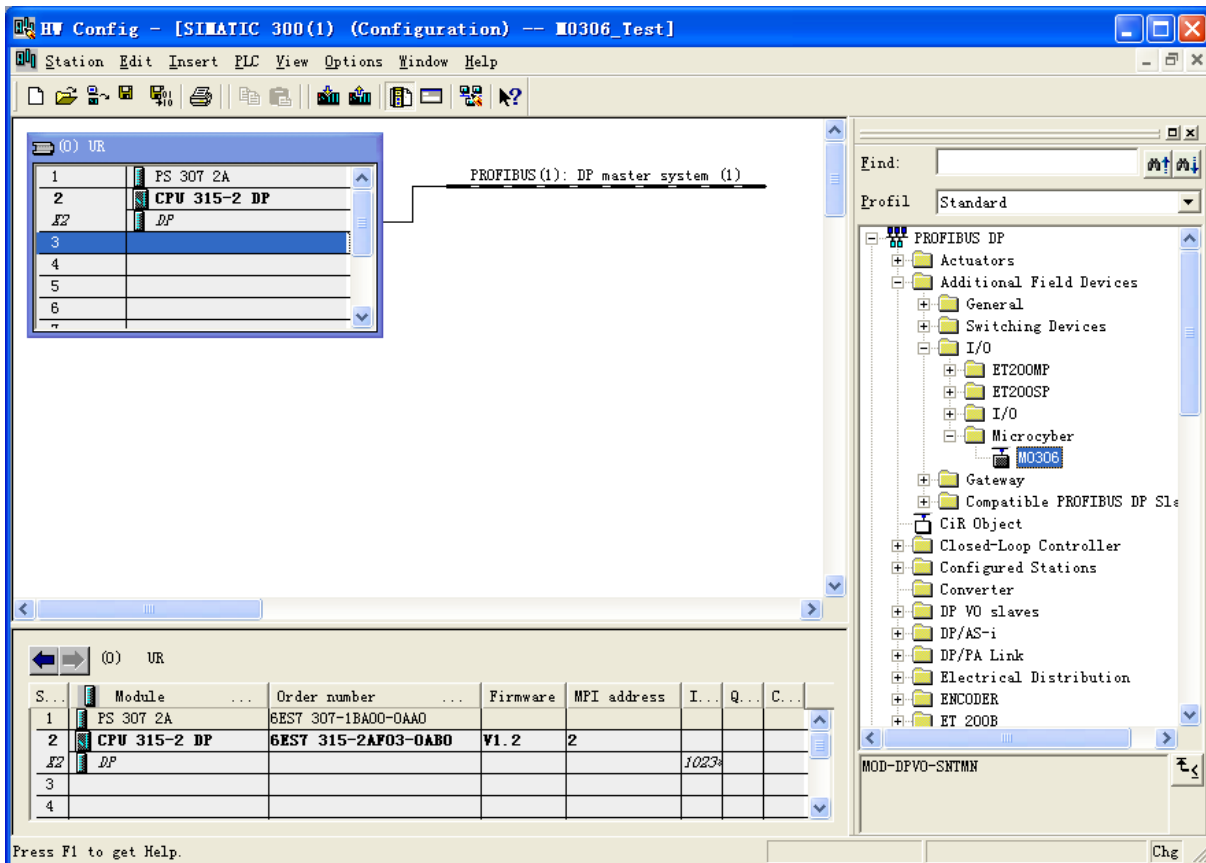 HW Config - [SIMATIC 300(1) (Configuration) -- M0306_Test]
Station Edit Insert PLC View Options Window Help
(0) UR
1 PS 307 2A
2 CPU 315-2 DP
X2 DP
3
4
5
6
7
PROFIBUS(1): DP master system (1)
Find:
Profil Standard
PROFIBUS DP
Actuators
Additional Field Devices
General
Switching Devices
I/O
ET200MP
ET200SP
I/O
Microcyber
M0306
Gateway
Compatible PROFIBUS DP Sla
CiR Object
Closed-Loop Controller
Configured Stations
Converter
DP V0 slaves
DP/AS-i
DP/PA Link
Electrical Distribution
ENCODER
ET 200B
MOD-DPV0-SNTMN
(0) UR
S... Module ... Order number ... Firmware MPI address I... Q... C...
1 PS 307 2A 6ES7 307-1BA00-0AA0
2 CPU 315-2 DP 6ES7 315-2AF03-0AB0 V1.2 2
X2 DP 1023*
3
4
Press F1 to get Help.
Chg